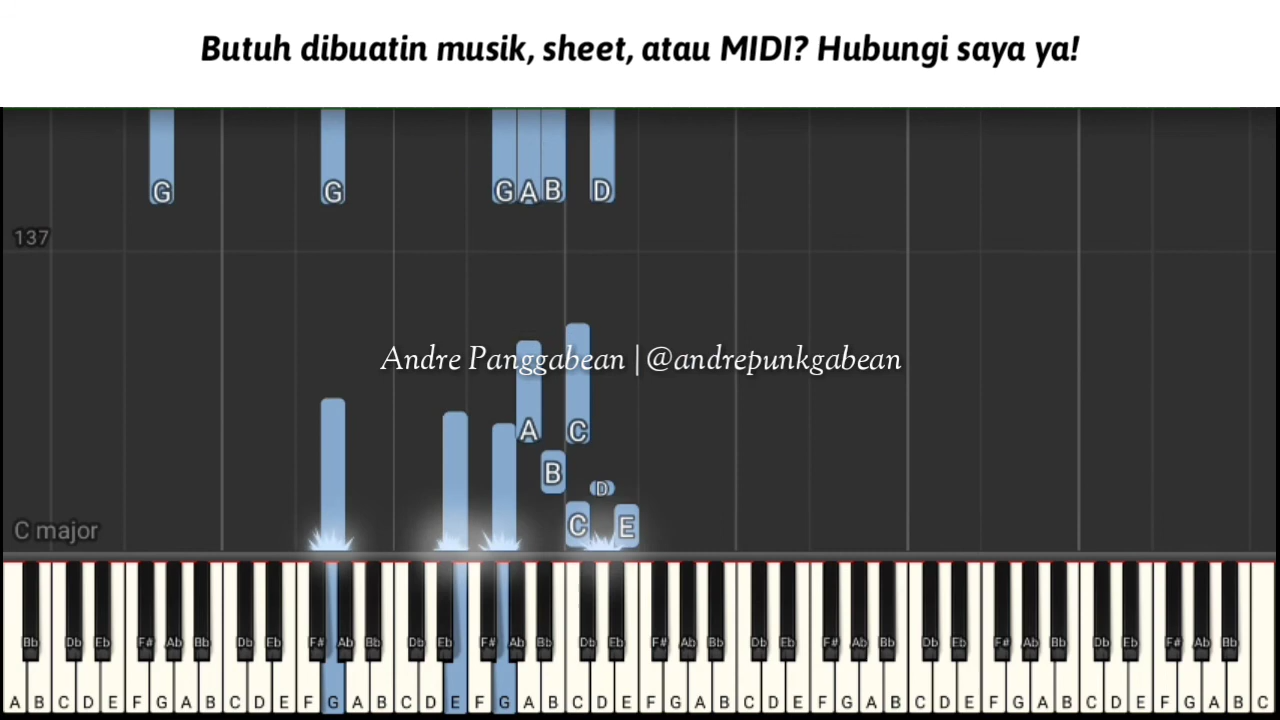 Butuh dibuatin musik, sheet, atau MIDI? Hubungi saya ya!
G G G A B D
137
Andre Panggabean | @andrepunkgabean
A C
B
D
C E
C major
Bb Db Eb F# Ab Bb Db Eb F# Ab Bb Db Eb F# Ab Bb Db Eb F# Ab Bb Db Eb F# Ab Bb Db Eb F# Ab Bb Db Eb F# Ab Bb
A B C D E F G A B C D E F G A B C D E F G A B C D E F G A B C D E F G A B C D E F G A B C D E F G A B C